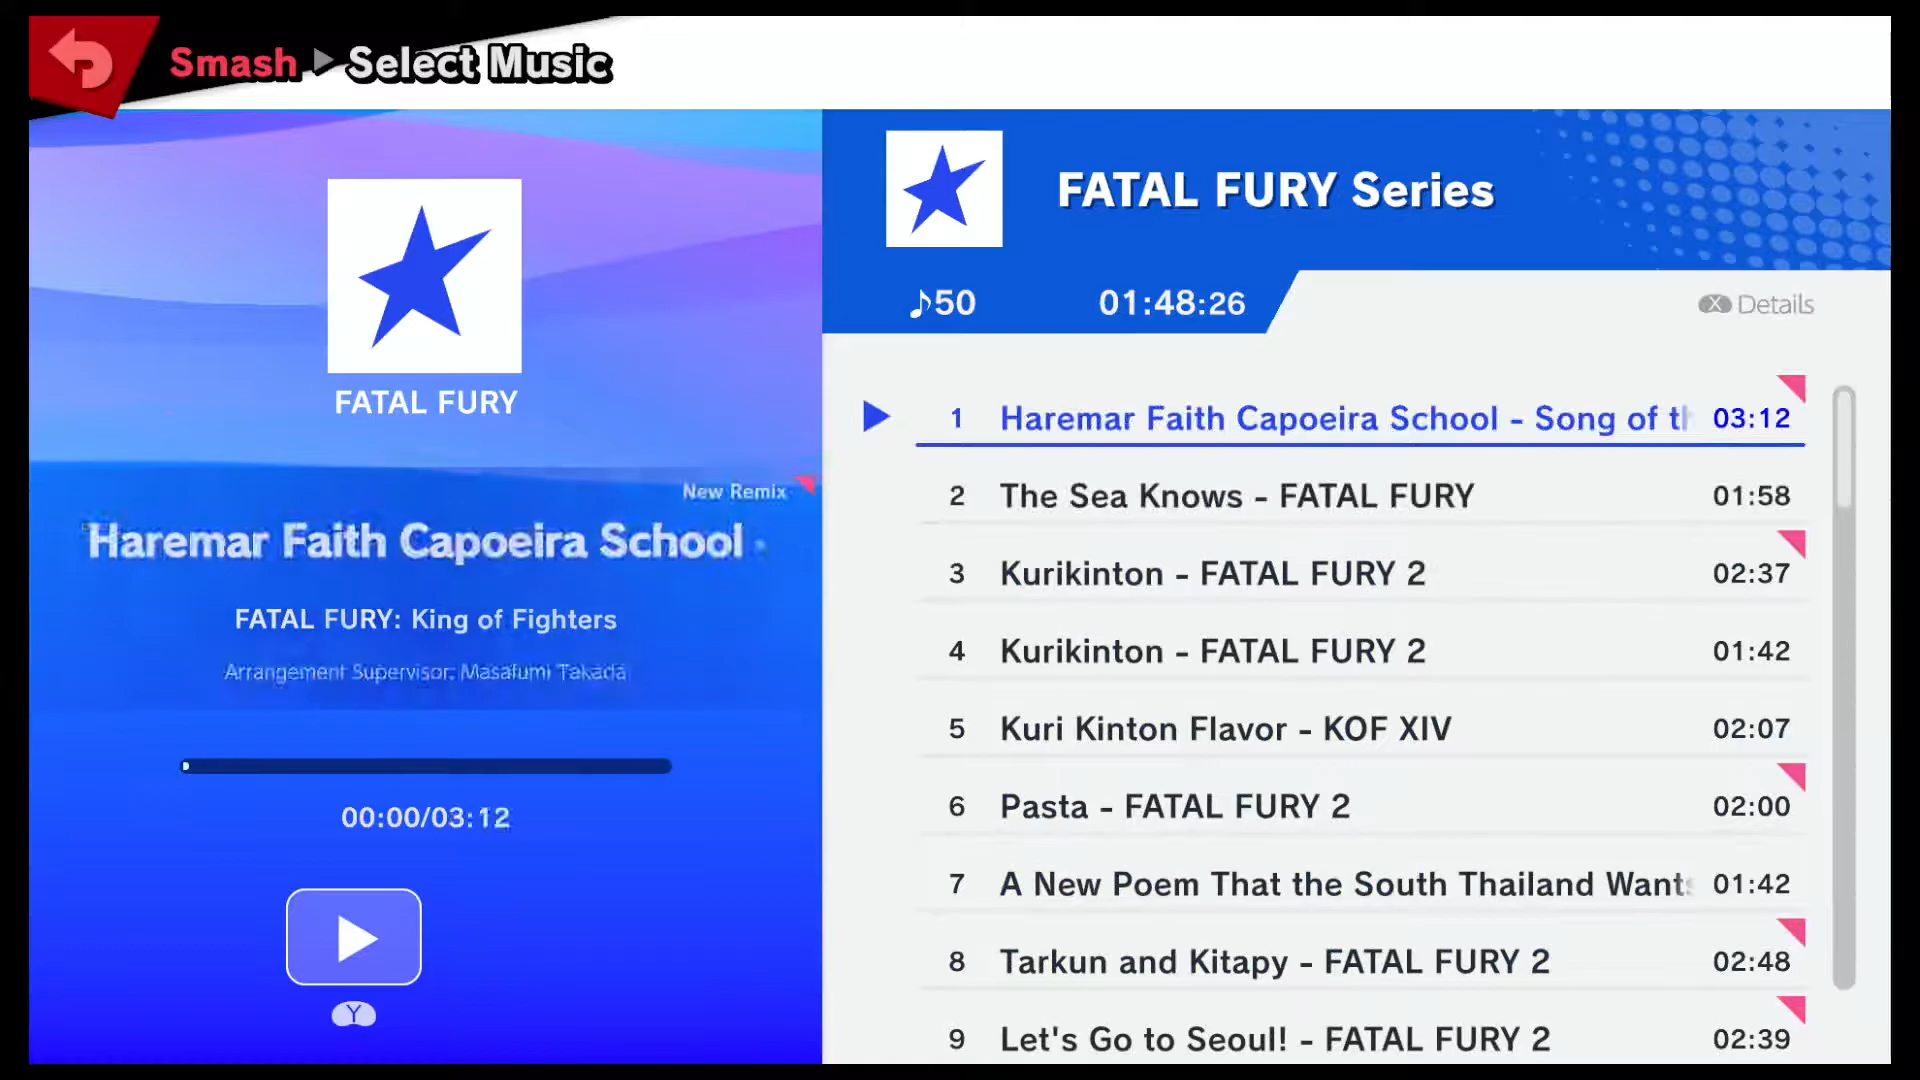 Smash ▶ Select Music
FATAL FURY
New Remix
Haremar Faith Capoeira School -
FATAL FURY: King of Fighters
Arrangement Supervisor: Masafumi Takada
00:00/03:12
Y
FATAL FURY Series
♪50 01:48:26
X Details
1 Haremar Faith Capoeira School - Song of th 03:12
2 The Sea Knows - FATAL FURY 01:58
3 Kurikinton - FATAL FURY 2 02:37
4 Kurikinton - FATAL FURY 2 01:42
5 Kuri Kinton Flavor - KOF XIV 02:07
6 Pasta - FATAL FURY 2 02:00
7 A New Poem That the South Thailand Wants 01:42
8 Tarkun and Kitapy - FATAL FURY 2 02:48
9 Let's Go to Seoul! - FATAL FURY 2 02:39